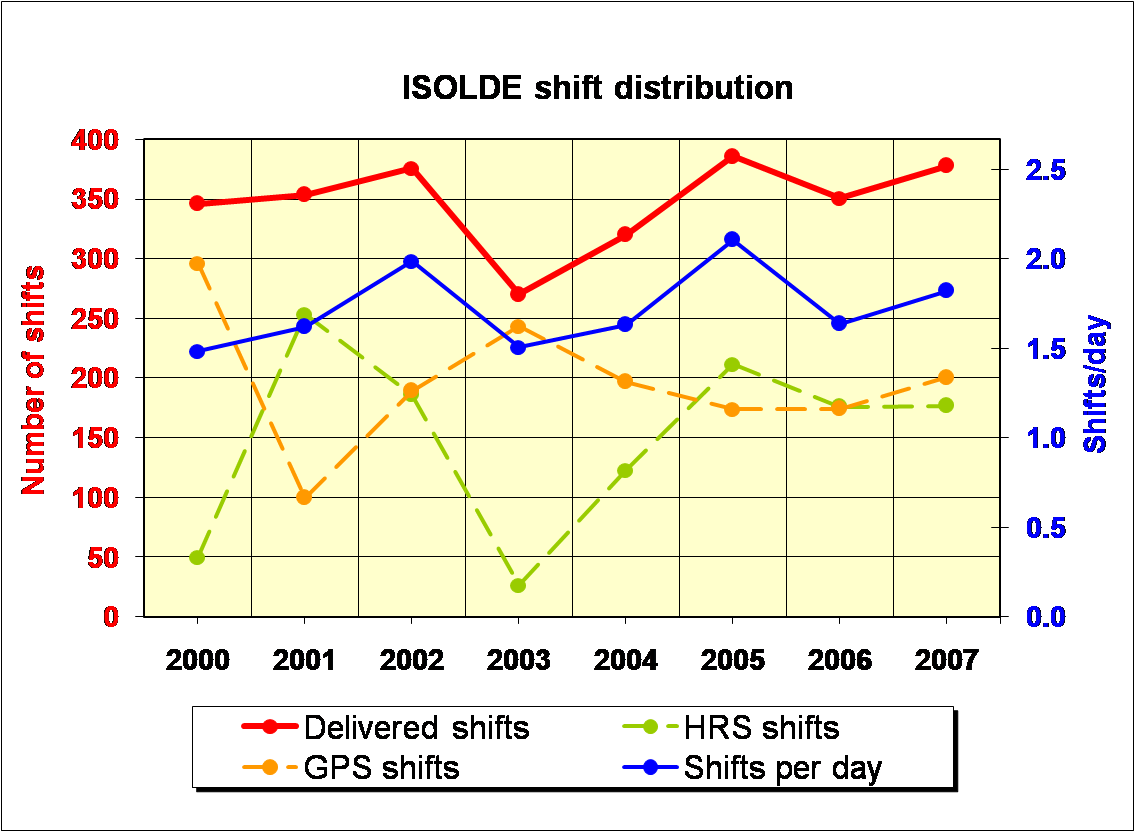 ISOLDE shift distribution
400
350
300
250
200
150
100
50
0
Number of shifts
2.5
2.0
1.5
1.0
0.5
0.0
Shifts/day
2000 2001 2002 2003 2004 2005 2006 2007
Delivered shifts HRS shifts
GPS shifts Shifts per day